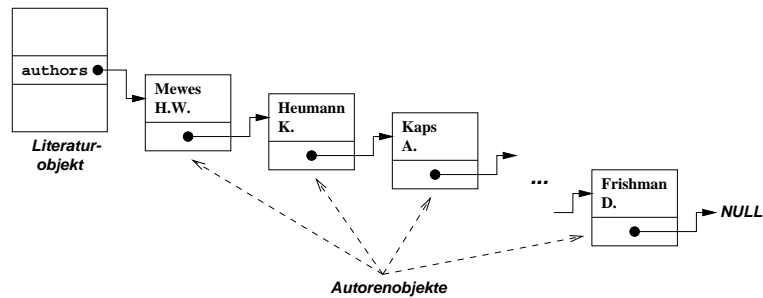 authors
Literatur-
objekt
Mewes
H.W.
Heumann
K.
Kaps
A.
...
Frishman
D.
NULL
Autorenobjekte